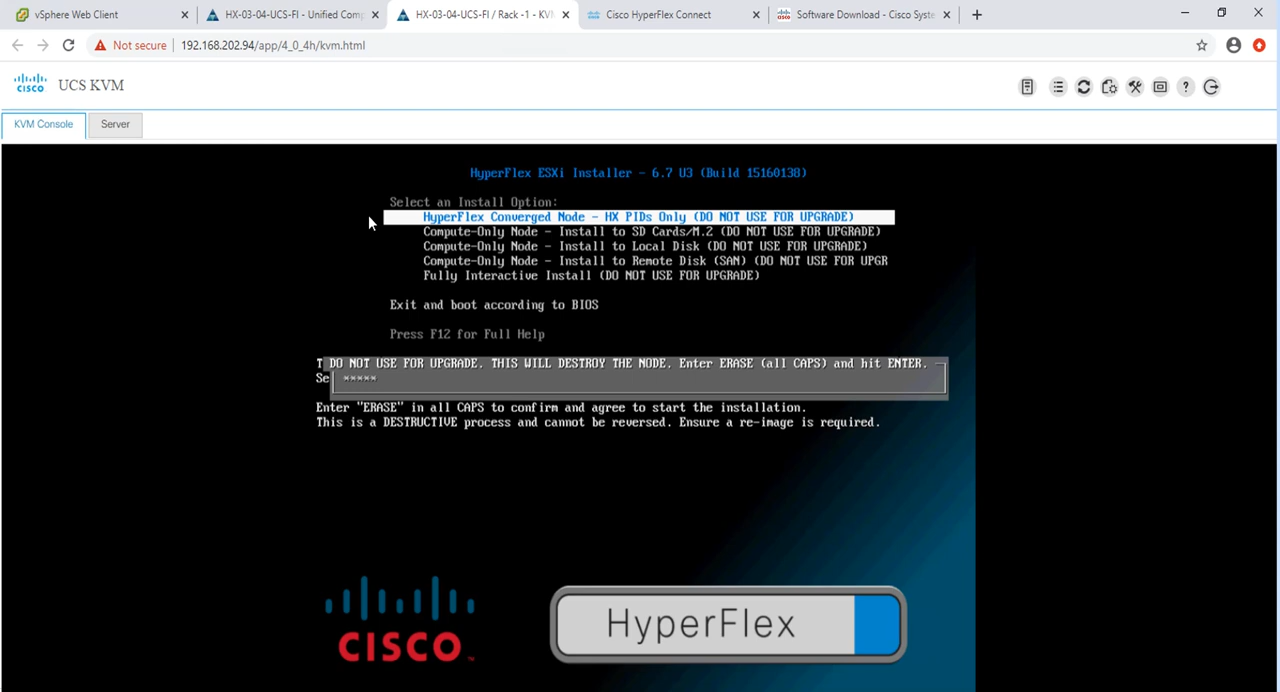 vSphere Web Client
HX-03-04-UCS-FI - Unified Comp
HX-03-04-UCS-FI / Rack -1 - KVM
Cisco HyperFlex Connect
Software Download - Cisco Syste
Not secure
192.168.202.94/app/4_0_4h/kvm.html
CISCO
UCS KVM
?
KVM Console
Server
HyperFlex ESXi Installer - 6.7 U3 (Build 15160138)
Select an Install Option:
HyperFlex Converged Node - HX PIDs Only (DO NOT USE FOR UPGRADE)
Compute-Only Node - Install to SD Cards/M.2 (DO NOT USE FOR UPGRADE)
Compute-Only Node - Install to Local Disk (DO NOT USE FOR UPGRADE)
Compute-Only Node - Install to Remote Disk (SAN) (DO NOT USE FOR UPGR
Fully Interactive Install (DO NOT USE FOR UPGRADE)
Exit and boot according to BIOS
Press F12 for Full Help
T DO NOT USE FOR UPGRADE. THIS WILL DESTROY THE NODE. Enter ERASE (all CAPS) and hit ENTER.
Se *****
Enter "ERASE" in all CAPS to confirm and agree to start the installation.
This is a DESTRUCTIVE process and cannot be reversed. Ensure a re-image is required.
CISCO™
HyperFlex